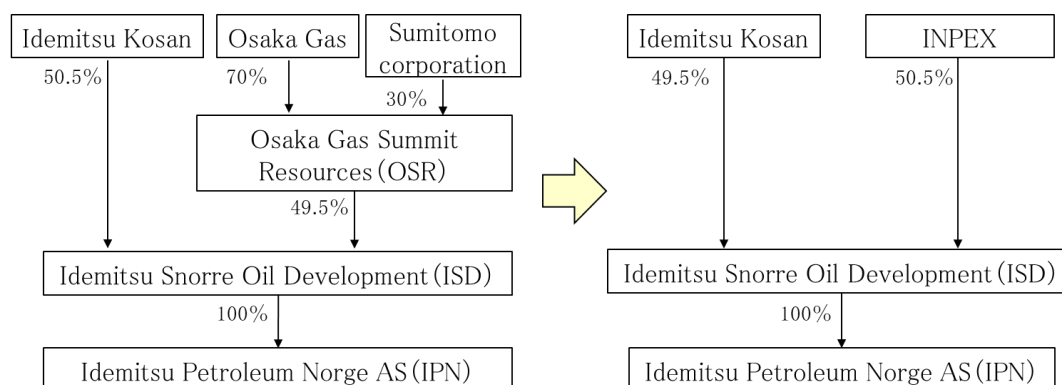 Idemitsu Kosan
Osaka Gas
Sumitomo
corporation
50.5%
70%
30%
Osaka Gas Summit
Resources(OSR)
49.5%
Idemitsu Snorre Oil Development(ISD)
100%
Idemitsu Petroleum Norge AS(IPN)
Idemitsu Kosan
INPEX
49.5%
50.5%
Idemitsu Snorre Oil Development(ISD)
100%
Idemitsu Petroleum Norge AS(IPN)